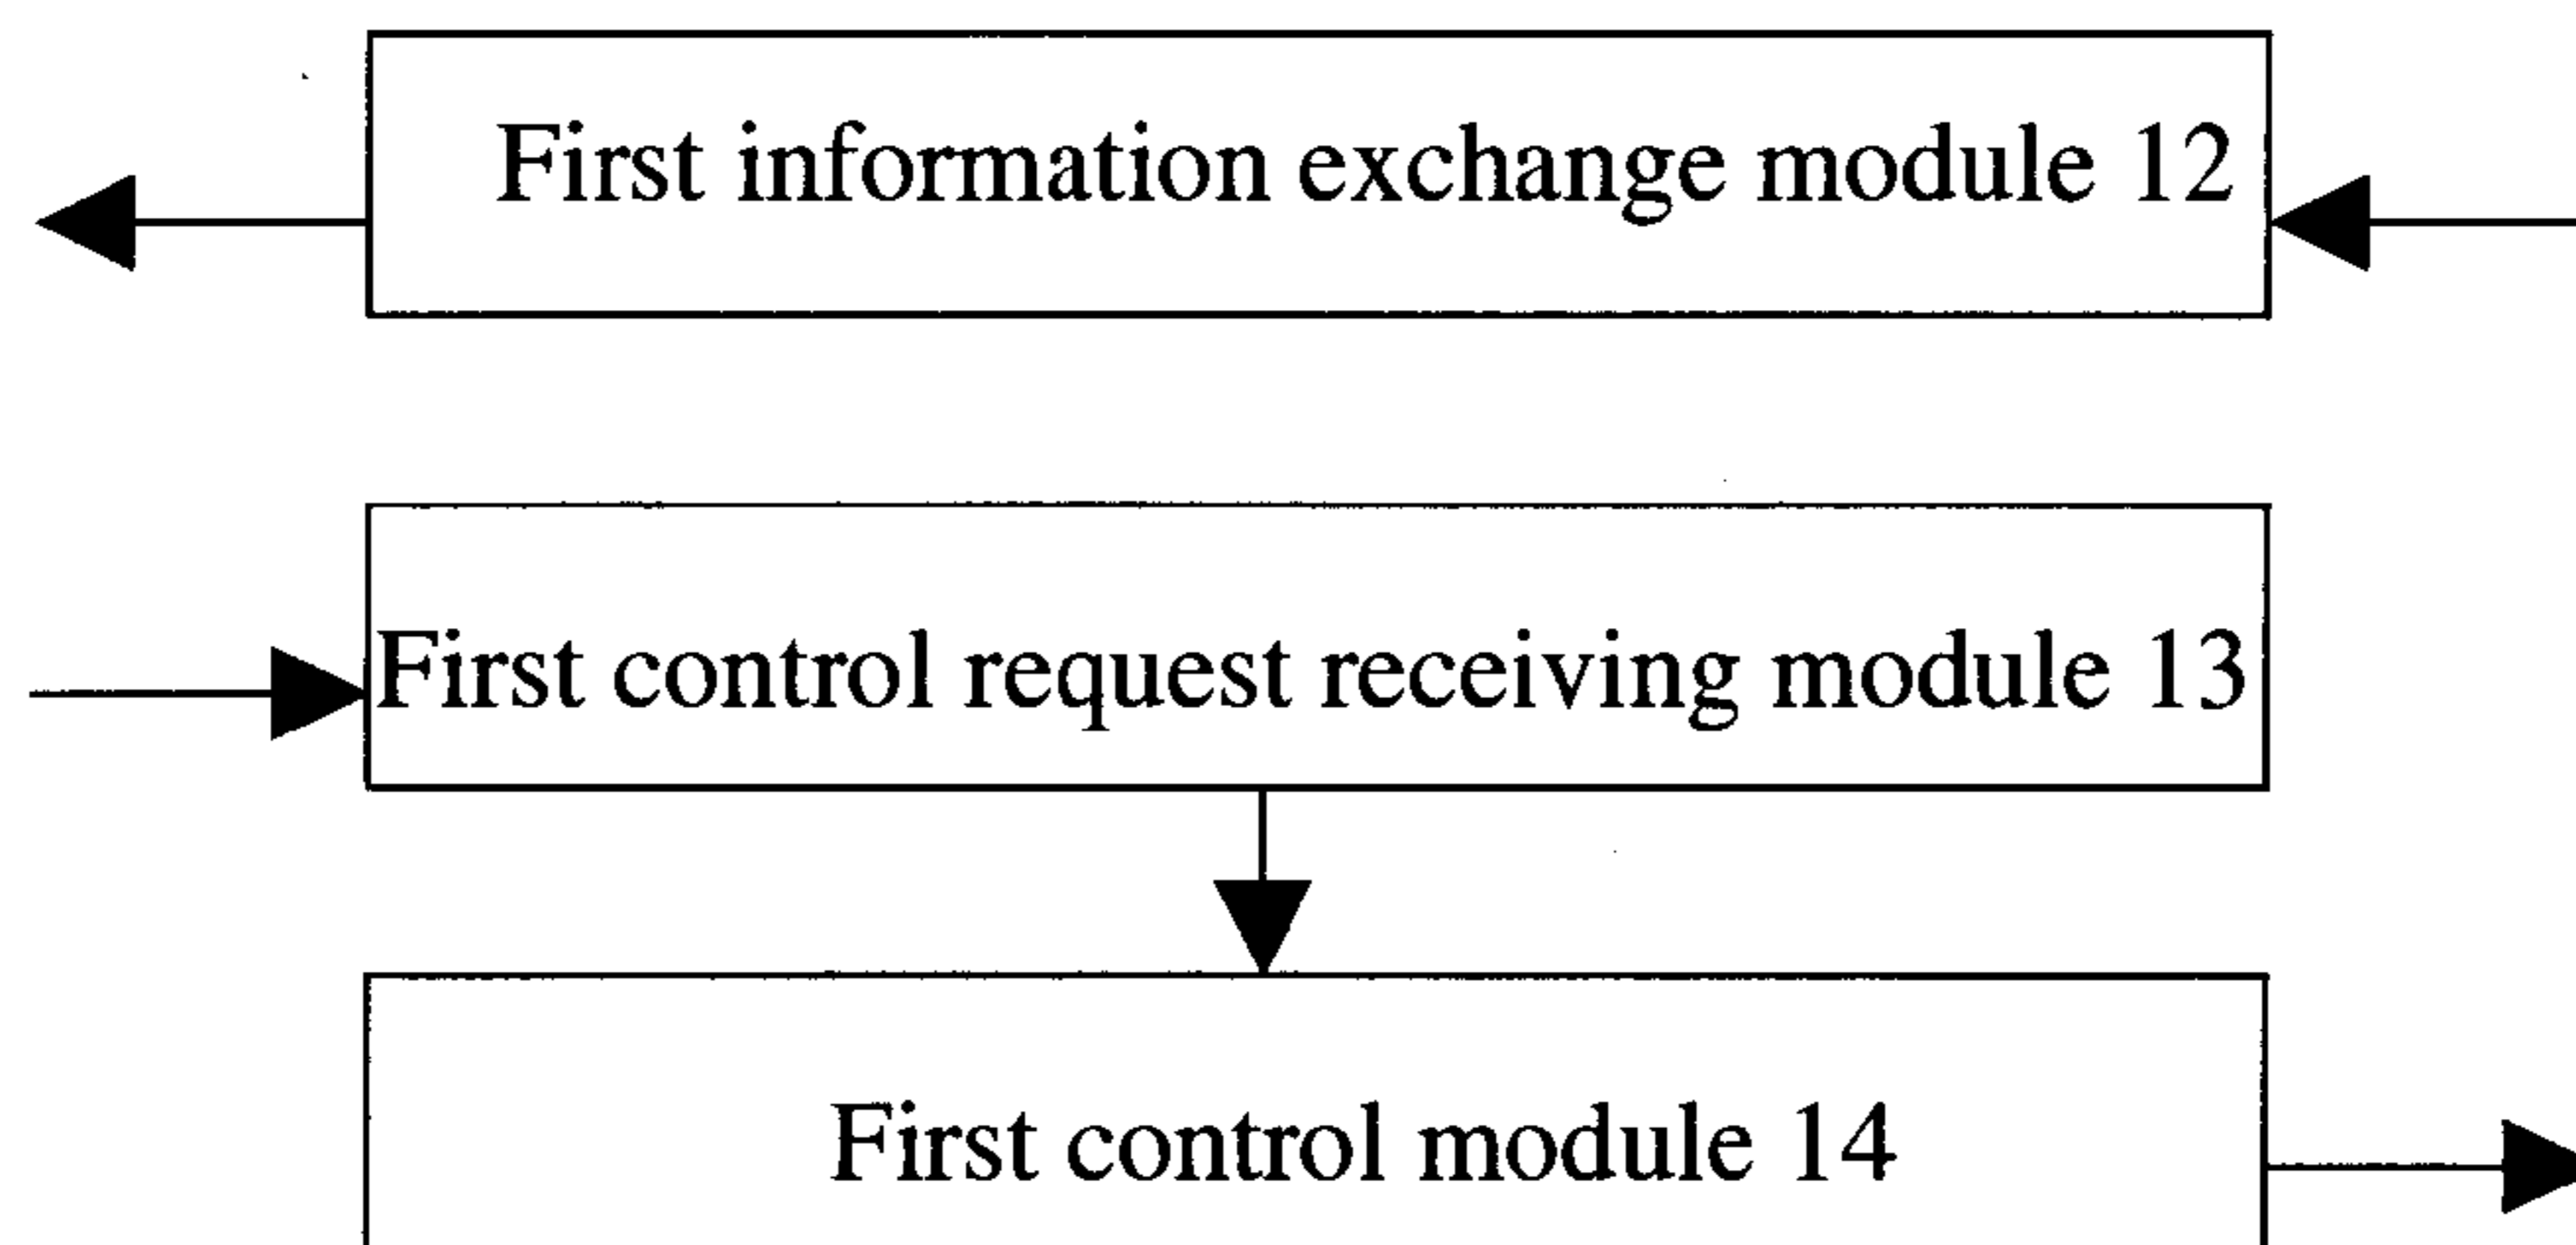 First information exchange module 12
First control request receiving module 13
First control module 14